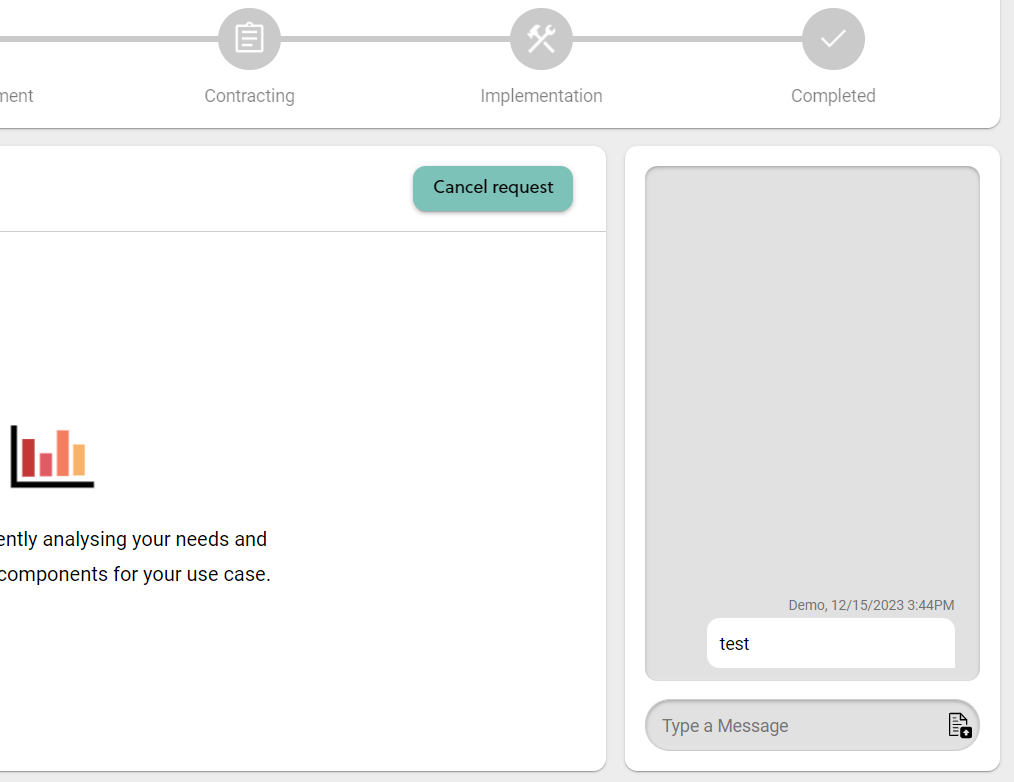 ment
Contracting
Implementation
Completed
Cancel request
ently analysing your needs and
components for your use case.
Demo, 12/15/2023 3:44PM
test
Type a Message